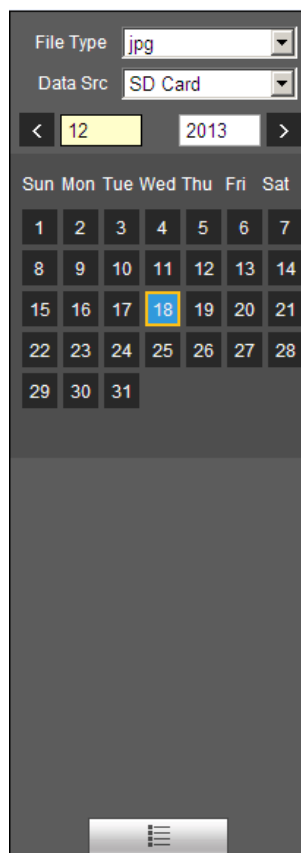 File Type jpg
Data Src SD Card
< 12 2013 >
Sun Mon Tue Wed Thu Fri Sat
1 2 3 4 5 6 7
8 9 10 11 12 13 14
15 16 17 18 19 20 21
22 23 24 25 26 27 28
29 30 31